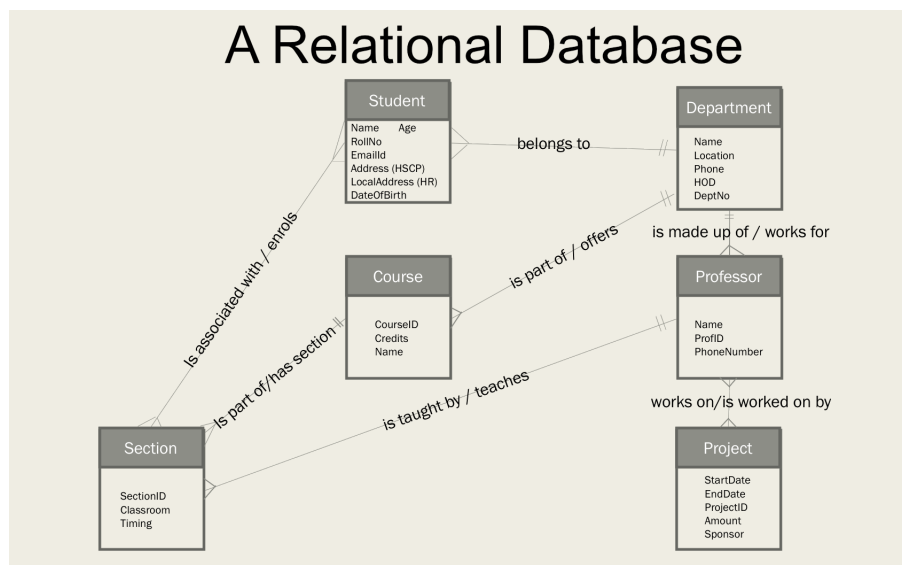 A Relational Database
Student
Name Age
RollNo
EmailId
Address (HSCP)
LocalAddress (HR)
DateOfBirth
belongs to
Department
Name
Location
Phone
HOD
DeptNo
is part of / offers
is made up of / works for
Is associated with / enrols
Course
CourseID
Credits
Name
Professor
Name
ProfID
PhoneNumber
Is part of/has section
is taught by / teaches
works on/is worked on by
Section
SectionID
Classroom
Timing
Project
StartDate
EndDate
ProjectID
Amount
Sponsor